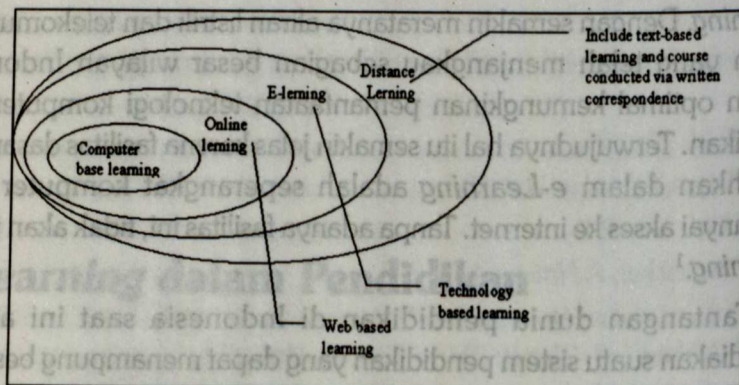 Include text-based
learning and course
conducted via written
correspondence
Distance
Lerning
E-lerning
Online
lerning
Computer
base learning
Technology
based learning
Web based
learning